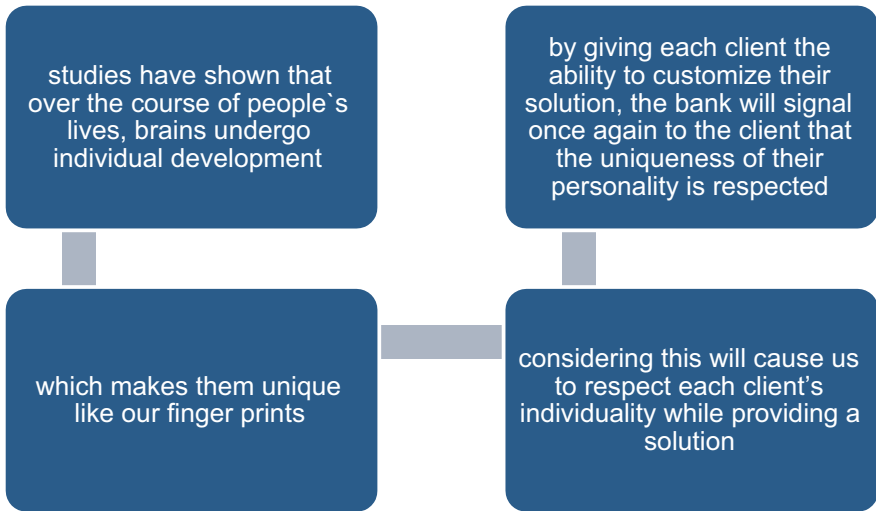 studies have shown that
over the course of people`s
lives, brains undergo
individual development
which makes them unique
like our finger prints
considering this will cause us
to respect each client’s
individuality while providing a
solution
by giving each client the
ability to customize their
solution, the bank will signal
once again to the client that
the uniqueness of their
personality is respected